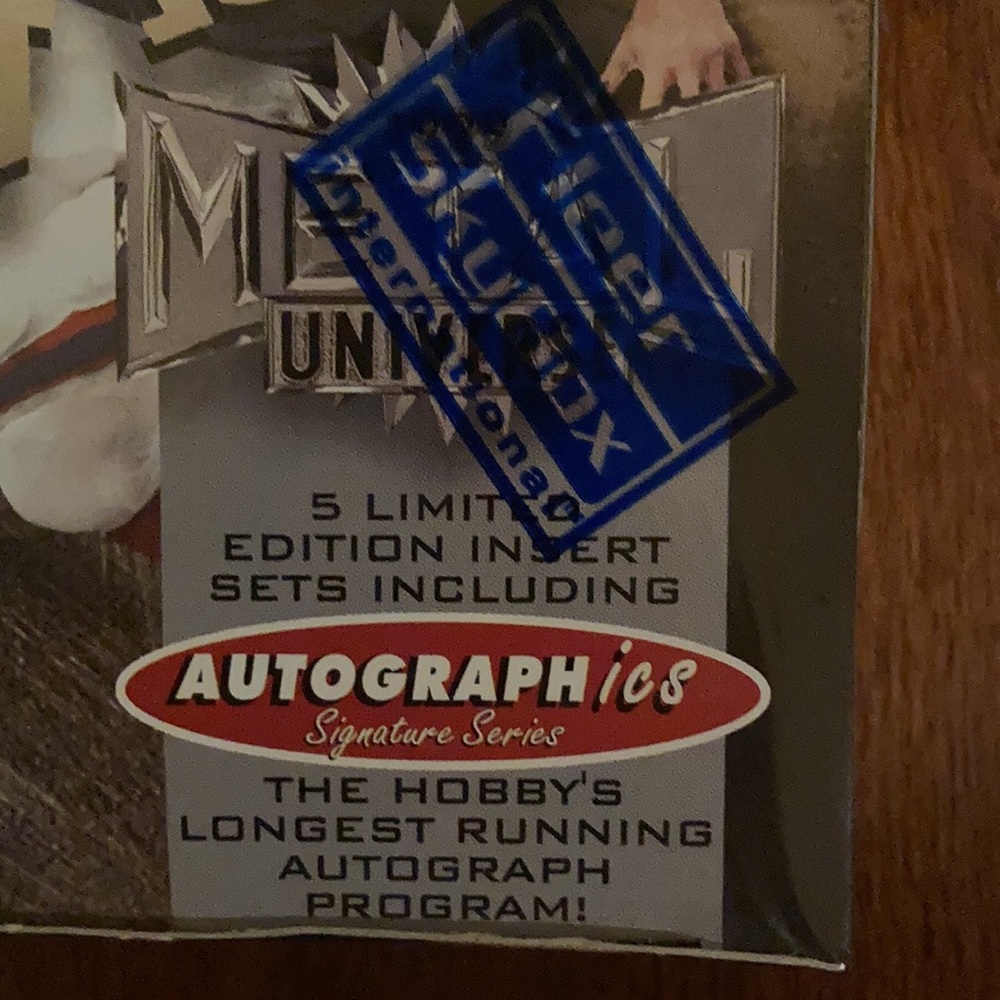 METAL
UNIVERSE
Fleer
SKYBOX
International
5 LIMITED
EDITION INSERT
SETS INCLUDING
AUTOGRAPHics
Signature Series
THE HOBBY'S
LONGEST RUNNING
AUTOGRAPH
PROGRAM!